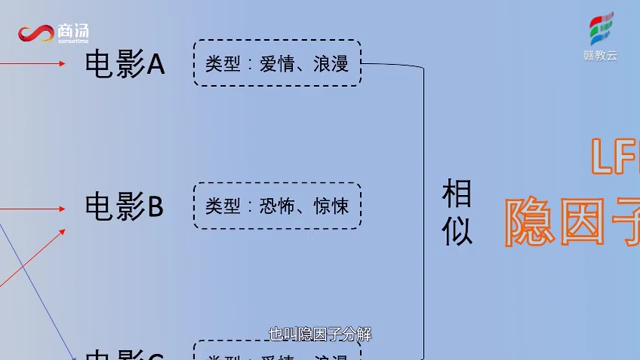 商汤
sensetime
赣教云
电影A
类型：爱情、浪漫
LF
电影B
类型：恐怖、惊悚
相似
隐因子
也叫隐因子分解
电影C
类型：爱情、浪漫